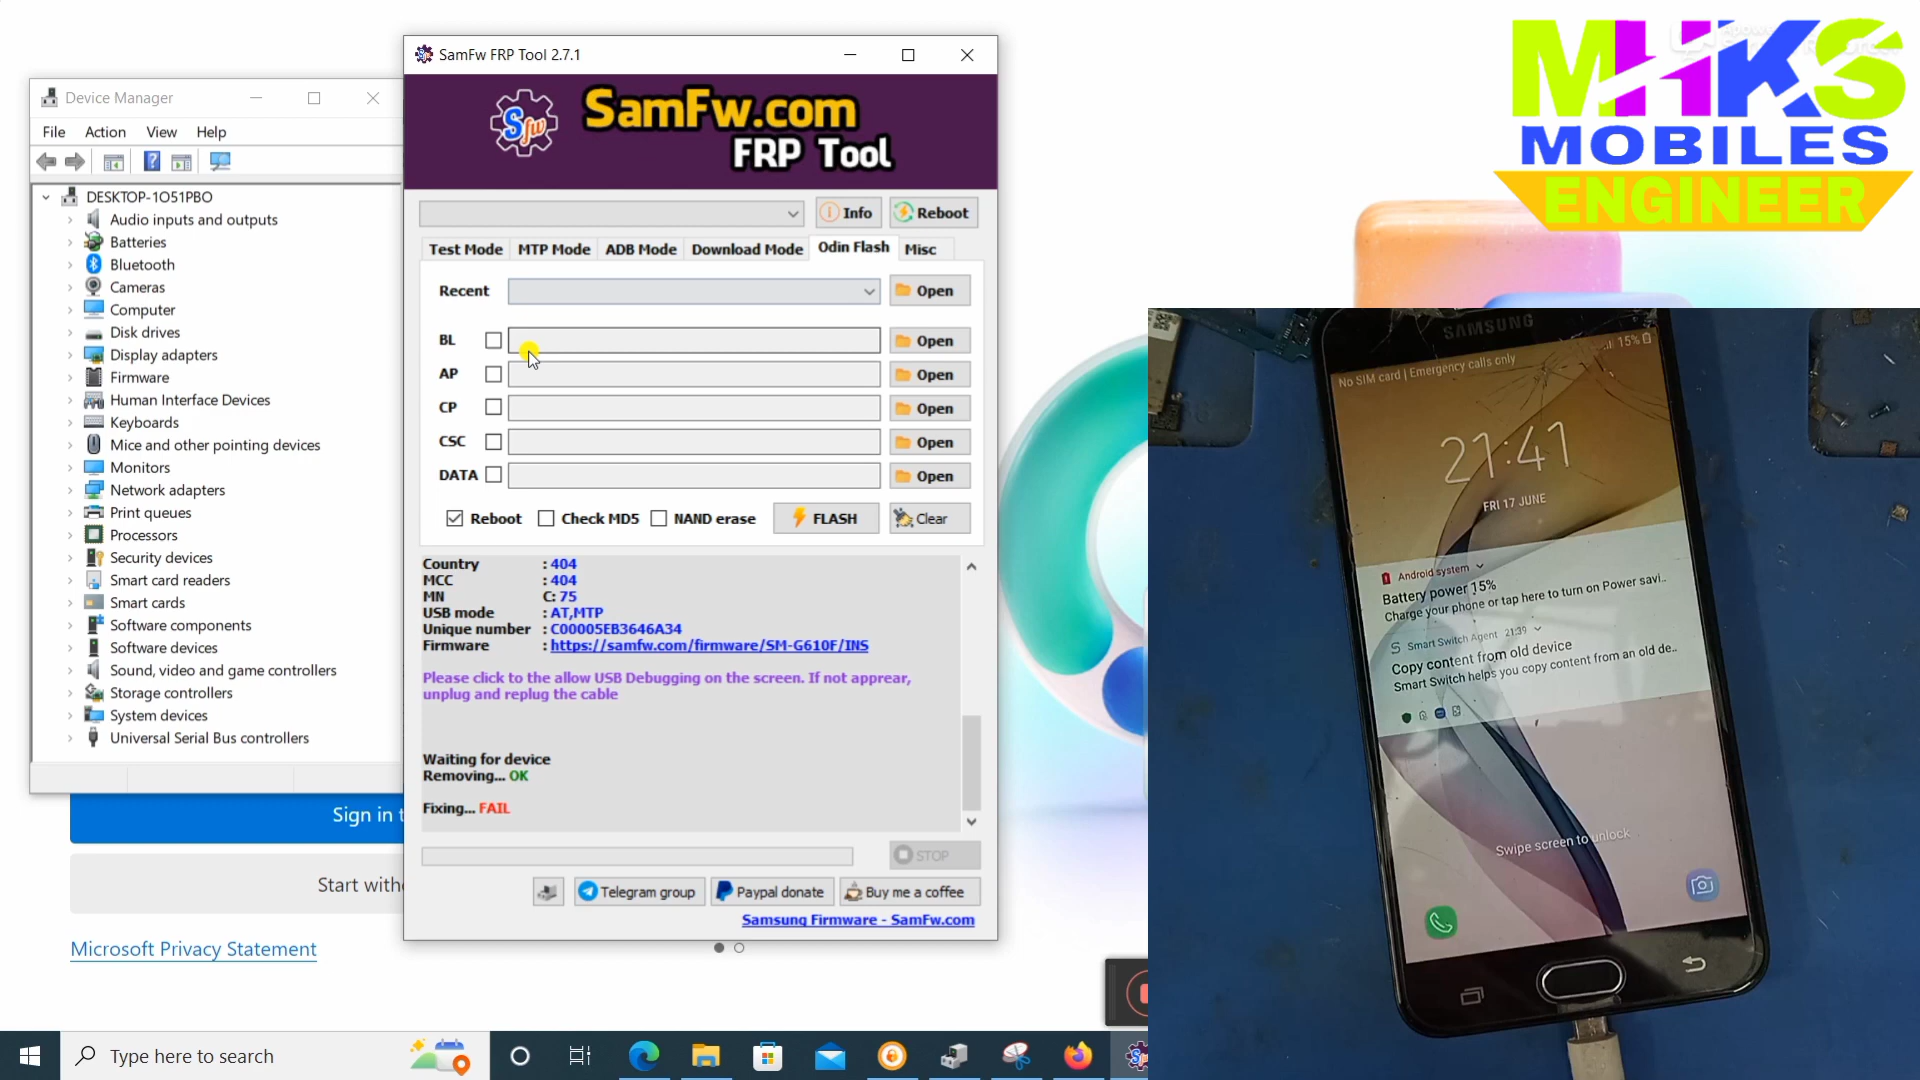 Device Manager
File Action View Help
DESKTOP-1O51PBO
Audio inputs and outputs
Batteries
Bluetooth
Cameras
Computer
Disk drives
Display adapters
Firmware
Human Interface Devices
Keyboards
Mice and other pointing devices
Monitors
Network adapters
Print queues
Processors
Security devices
Smart card readers
Smart cards
Software components
Software devices
Sound, video and game controllers
Storage controllers
System devices
Universal Serial Bus controllers
Sign in t
Start with
Microsoft Privacy Statement
SamFw FRP Tool 2.7.1
Sfw
SamFw.com
FRP Tool
Info
Reboot
Test Mode MTP Mode ADB Mode Download Mode Odin Flash Misc
Recent Open
BL Open
AP Open
CP Open
CSC Open
DATA Open
Reboot Check MD5 NAND erase FLASH Clear
Country : 404
MCC : 404
MN C: 75
USB mode : AT,MTP
Unique number : C00005EB3646A34
Firmware : https://samfw.com/firmware/SM-G610F/INS
Please click to the allow USB Debugging on the screen. If not apprear,
unplug and replug the cable
Waiting for device
Removing... OK
Fixing... FAIL
STOP
Telegram group Paypal donate Buy me a coffee
Samsung Firmware - SamFw.com
Type here to search
MHKS
MOBILES
ENGINEER
SAMSUNG
15%
No SIM card | Emergency calls only
21:41
FRI 17 JUNE
Android system
Battery power 15%
Charge your phone or tap here to turn on Power savi..
Smart Switch Agent 21:39
Copy content from old device
Smart Switch helps you copy content from an old de..
Swipe screen to unlock